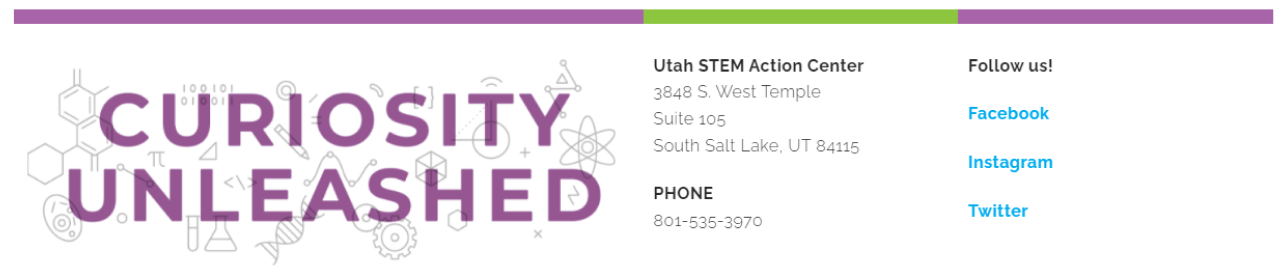 CURIOSITY
UNLEASHED
Utah STEM Action Center
3848 S. West Temple
Suite 105
South Salt Lake, UT 84115
PHONE
801-535-3970
Follow us!
Facebook
Instagram
Twitter